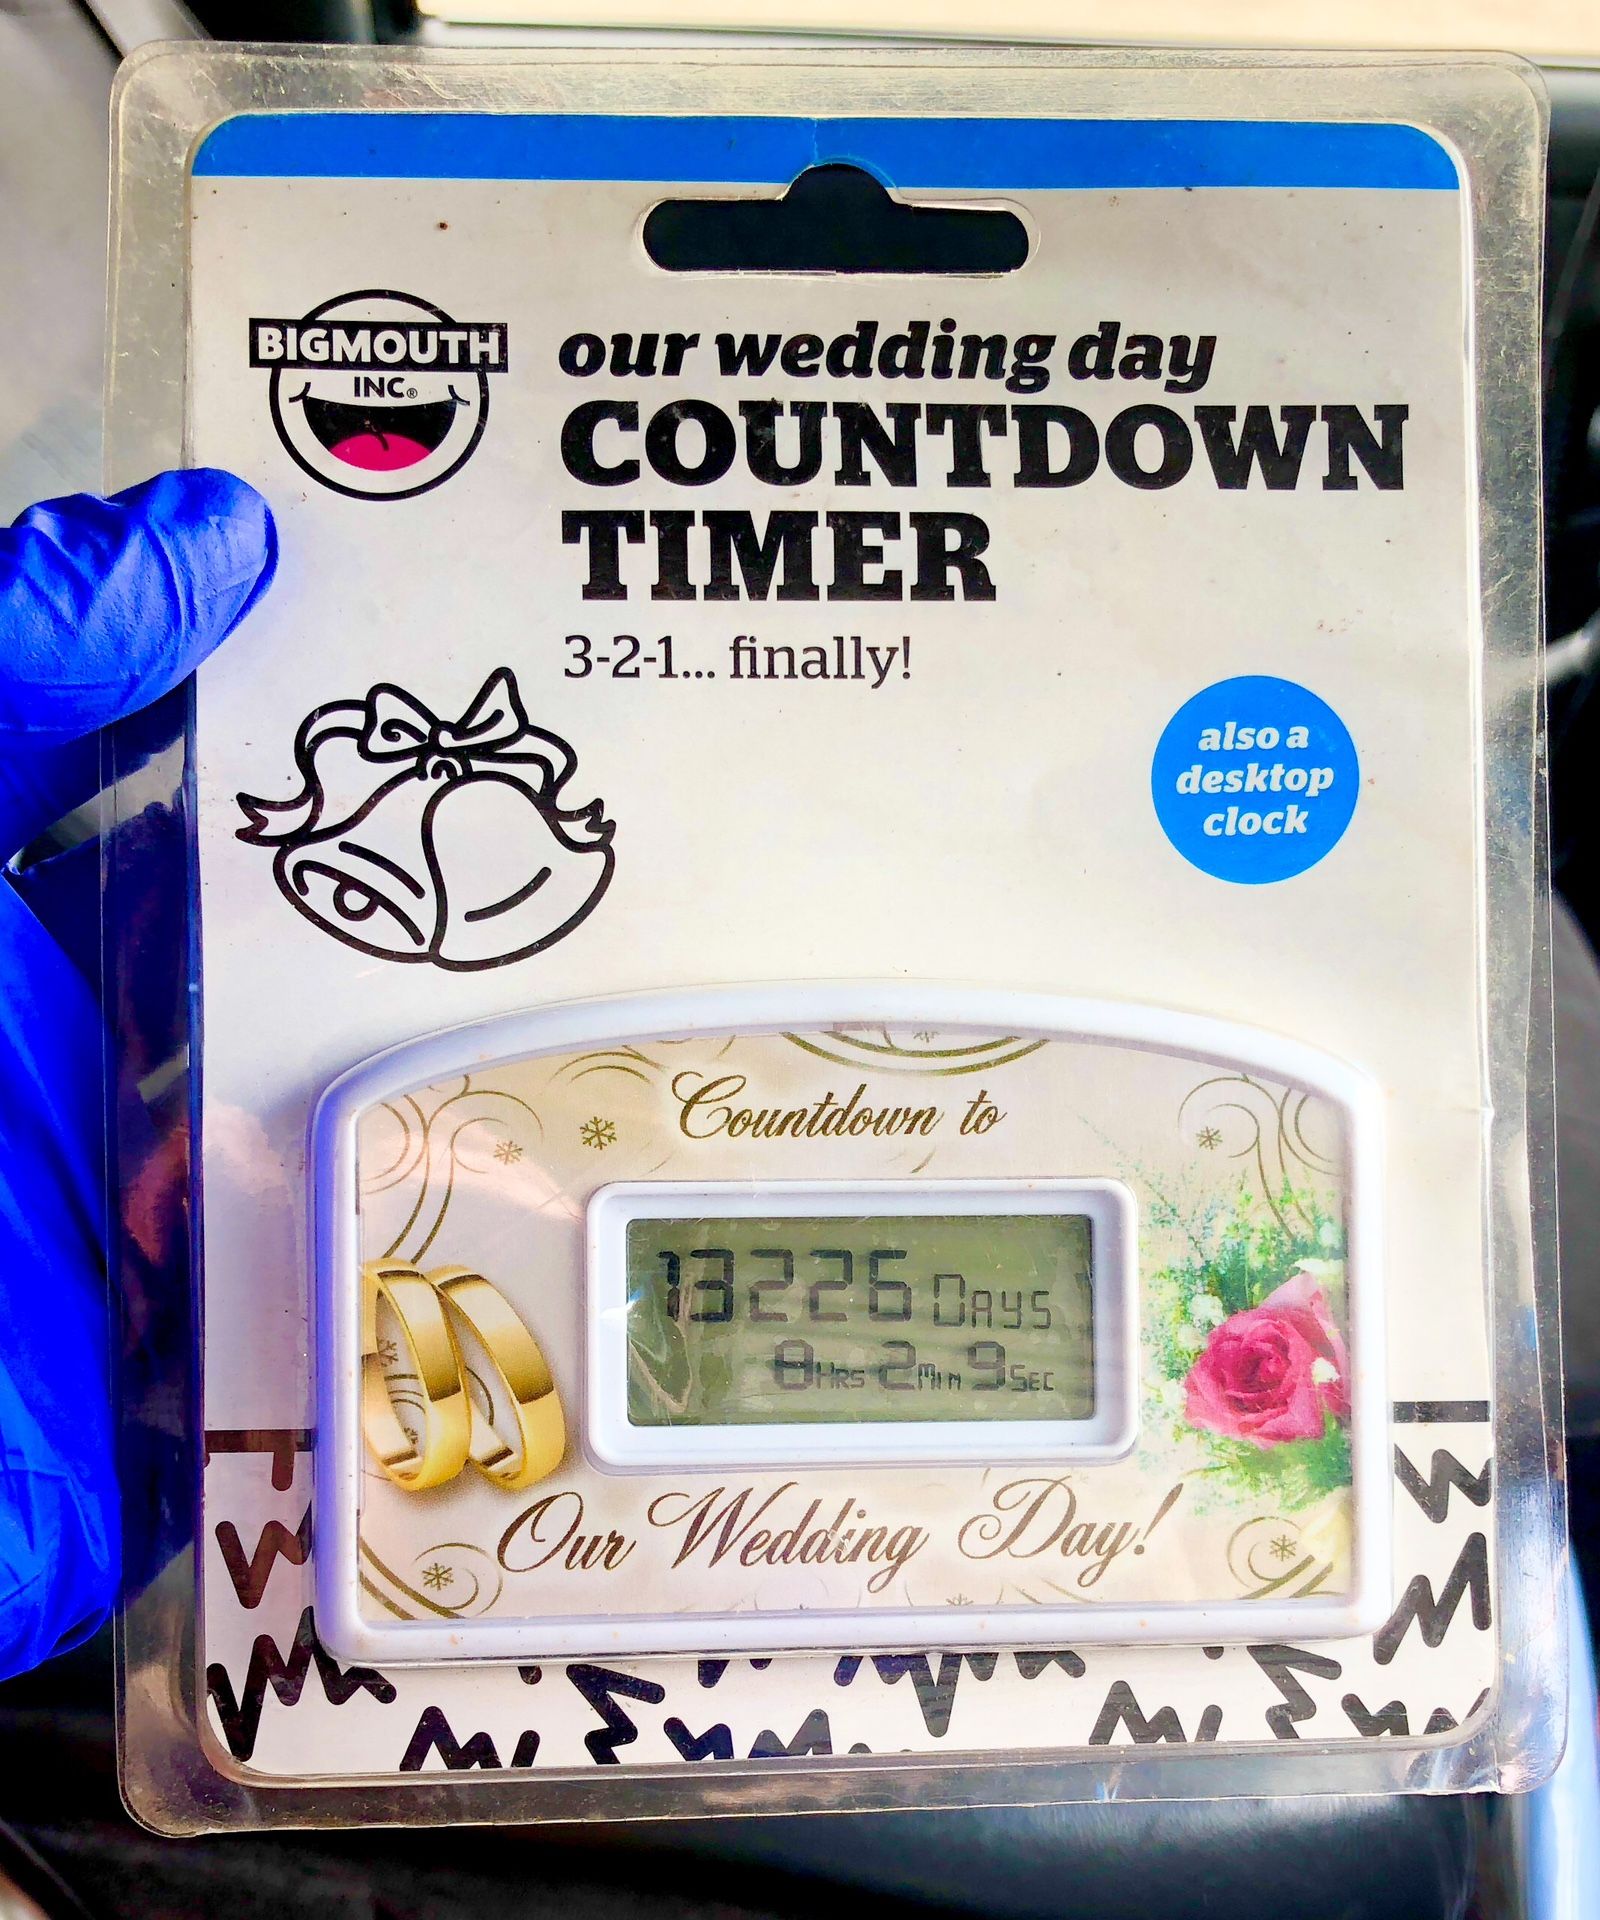 BIGMOUTH
INC®
our wedding day
COUNTDOWN
TIMER
3-2-1... finally!
also a
desktop
clock
Countdown to
13226 DAYS
8 HRS 2 MIN 9 SEC
Our Wedding Day!